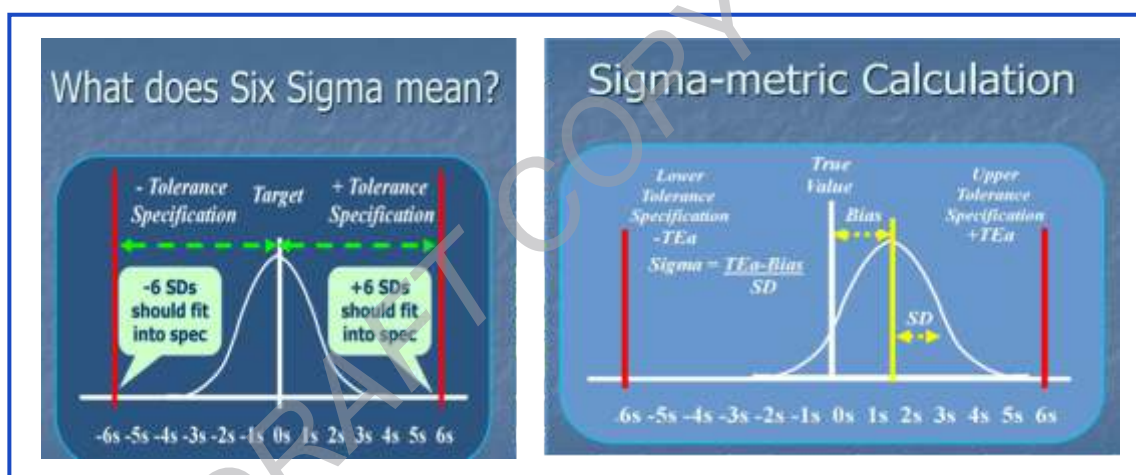 What does Six Sigma mean?
- Tolerance
Specification
Target
+ Tolerance
Specification
-6 SDs
should fit
into spec
+6 SDs
should fit
into spec
-6s -5s -4s -3s -2s -1s 0s 1s 2s 3s 4s 5s 6s
Sigma-metric Calculation
Lower
Tolerance
Specification
-TEa
True
Value
Bias
Upper
Tolerance
Specification
+TEa
Sigma = TEa-Bias
SD
SD
-6s -5s -4s -3s -2s -1s 0s 1s 2s 3s 4s 5s 6s
DRAFT COPY